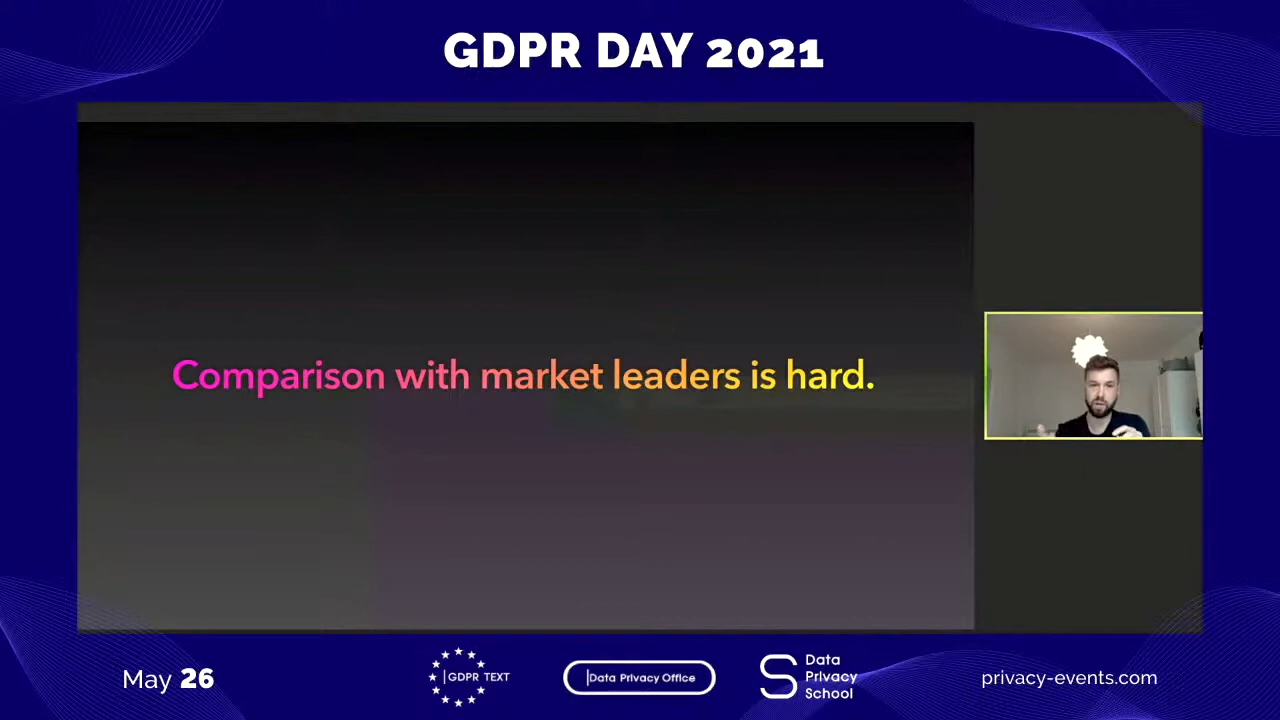 GDPR DAY 2021
Comparison with market leaders is hard.
May 26
GDPR TEXT
Data Privacy Office
Data
Privacy
School
privacy-events.com